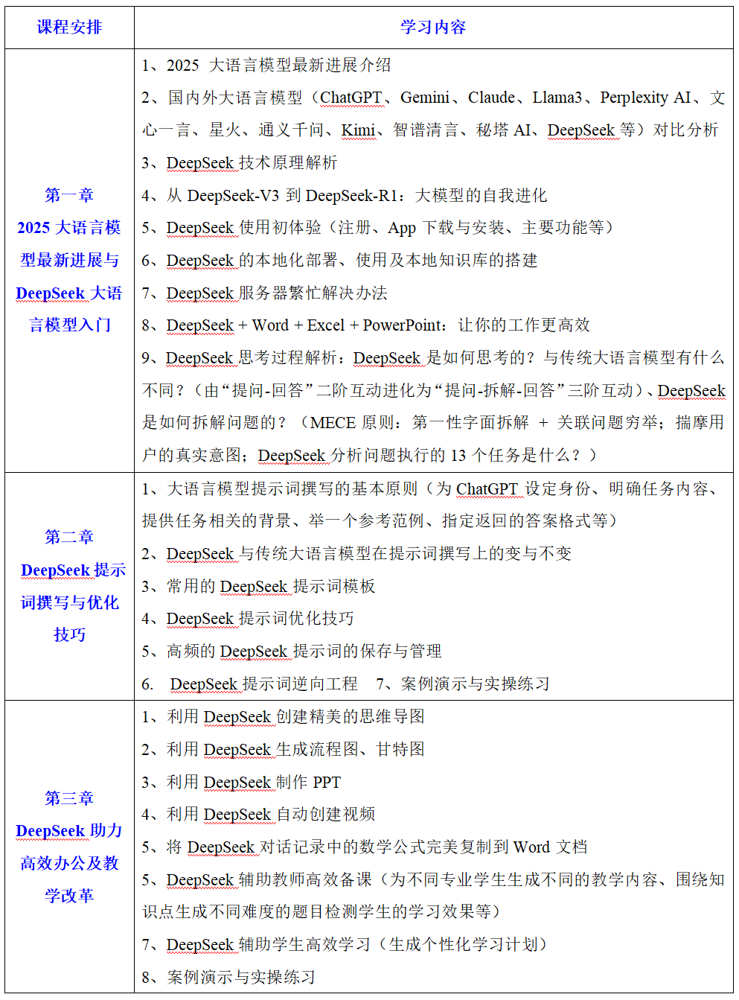 课程安排
学习内容
第一章
2025 大语言模
型最新进展与
DeepSeek 大语
言模型入门
1、2025 大语言模型最新进展介绍
2、国内外大语言模型（ChatGPT、Gemini、Claude、Llama3、Perplexity AI、文
心一言、星火、通义千问、Kimi、智谱清言、秘塔 AI、DeepSeek 等）对比分析
3、DeepSeek 技术原理解析
4、从 DeepSeek-V3 到 DeepSeek-R1：大模型的自我进化
5、DeepSeek 使用初体验（注册、App 下载与安装、主要功能等）
6、DeepSeek 的本地化部署、使用及本地知识库的搭建
7、DeepSeek 服务器繁忙解决办法
8、DeepSeek + Word + Excel + PowerPoint：让你的工作更高效
9、DeepSeek 思考过程解析：DeepSeek 是如何思考的？与传统大语言模型有什么
不同？（由“提问-回答”二阶互动进化为“提问-拆解-回答”三阶互动）、DeepSeek
是如何拆解问题的？（MECE 原则：第一性字面拆解 + 关联问题穷举；揣摩用
户的真实意图；DeepSeek 分析问题执行的 13 个任务是什么？）
第二章
DeepSeek 提示
词撰写与优化
技巧
1、大语言模型提示词撰写的基本原则（为 ChatGPT 设定身份、明确任务内容、
提供任务相关的背景、举一个参考范例、指定返回的答案格式等）
2、DeepSeek 与传统大语言模型在提示词撰写上的变与不变
3、常用的 DeepSeek 提示词模板
4、DeepSeek 提示词优化技巧
5、高频的 DeepSeek 提示词的保存与管理
6. DeepSeek 提示词逆向工程 7、案例演示与实操练习
第三章
DeepSeek 助力
高效办公及教
学改革
1、利用 DeepSeek 创建精美的思维导图
2、利用 DeepSeek 生成流程图、甘特图
3、利用 DeepSeek 制作 PPT
4、利用 DeepSeek 自动创建视频
5、将 DeepSeek 对话记录中的数学公式完美复制到 Word 文档
5、DeepSeek 辅助教师高效备课（为不同专业学生生成不同的教学内容、围绕知
识点生成不同难度的题目检测学生的学习效果等）
7、DeepSeek 辅助学生高效学习（生成个性化学习计划）
8、案例演示与实操练习